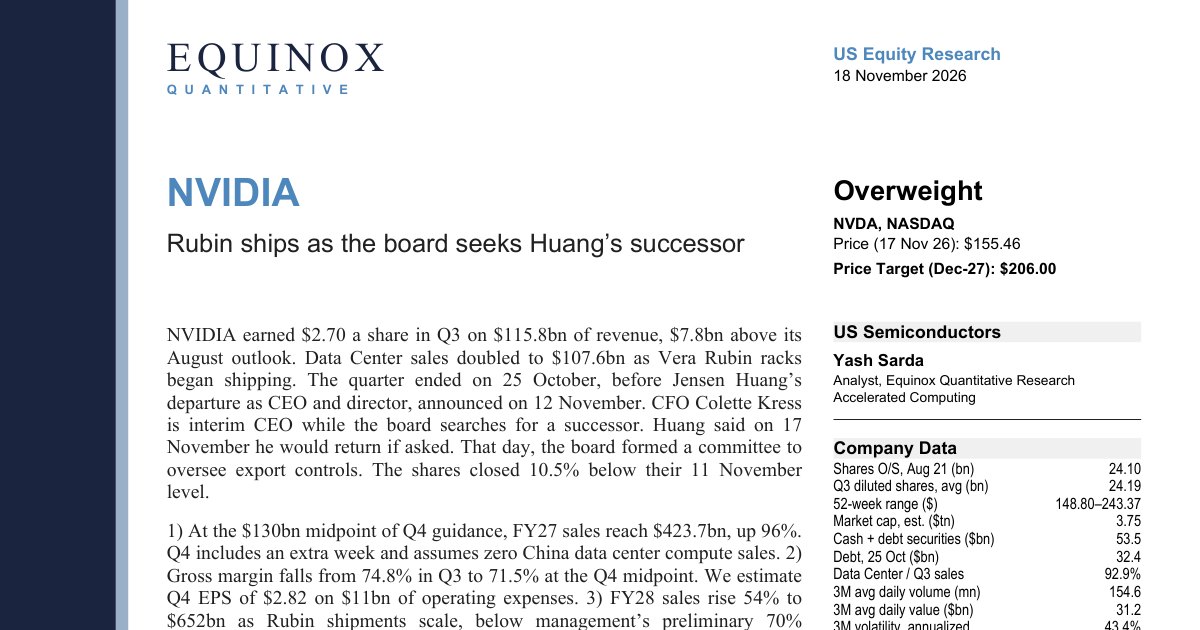 EQUINOX
QUANTITATIVE
US Equity Research
18 November 2026
NVIDIA
Rubin ships as the board seeks Huang’s successor
Overweight
NVDA, NASDAQ
Price (17 Nov 26): $155.46
Price Target (Dec-27): $206.00
NVIDIA earned $2.70 a share in Q3 on $115.8bn of revenue, $7.8bn above its
August outlook. Data Center sales doubled to $107.6bn as Vera Rubin racks
began shipping. The quarter ended on 25 October, before Jensen Huang’s
departure as CEO and director, announced on 12 November. CFO Colette Kress
is interim CEO while the board searches for a successor. Huang said on 17
November he would return if asked. That day, the board formed a committee to
oversee export controls. The shares closed 10.5% below their 11 November
level.
1) At the $130bn midpoint of Q4 guidance, FY27 sales reach $423.7bn, up 96%.
Q4 includes an extra week and assumes zero China data center compute sales. 2)
Gross margin falls from 74.8% in Q3 to 71.5% at the Q4 midpoint. We estimate
Q4 EPS of $2.82 on $11bn of operating expenses. 3) FY28 sales rise 54% to
$652bn as Rubin shipments scale, below management’s preliminary 70%
US Semiconductors
Yash Sarda
Analyst, Equinox Quantitative Research
Accelerated Computing
Company Data
Shares O/S, Aug 21 (bn) 24.10
Q3 diluted shares, avg (bn) 24.19
52-week range ($) 148.80–243.37
Market cap, est. ($tn) 3.75
Cash + debt securities ($bn) 53.5
Debt, 25 Oct ($bn) 32.4
Data Center / Q3 sales 92.9%
3M avg daily volume (mn) 154.6
3M avg daily value ($bn) 31.2
3M volatility, annualized 43.4%